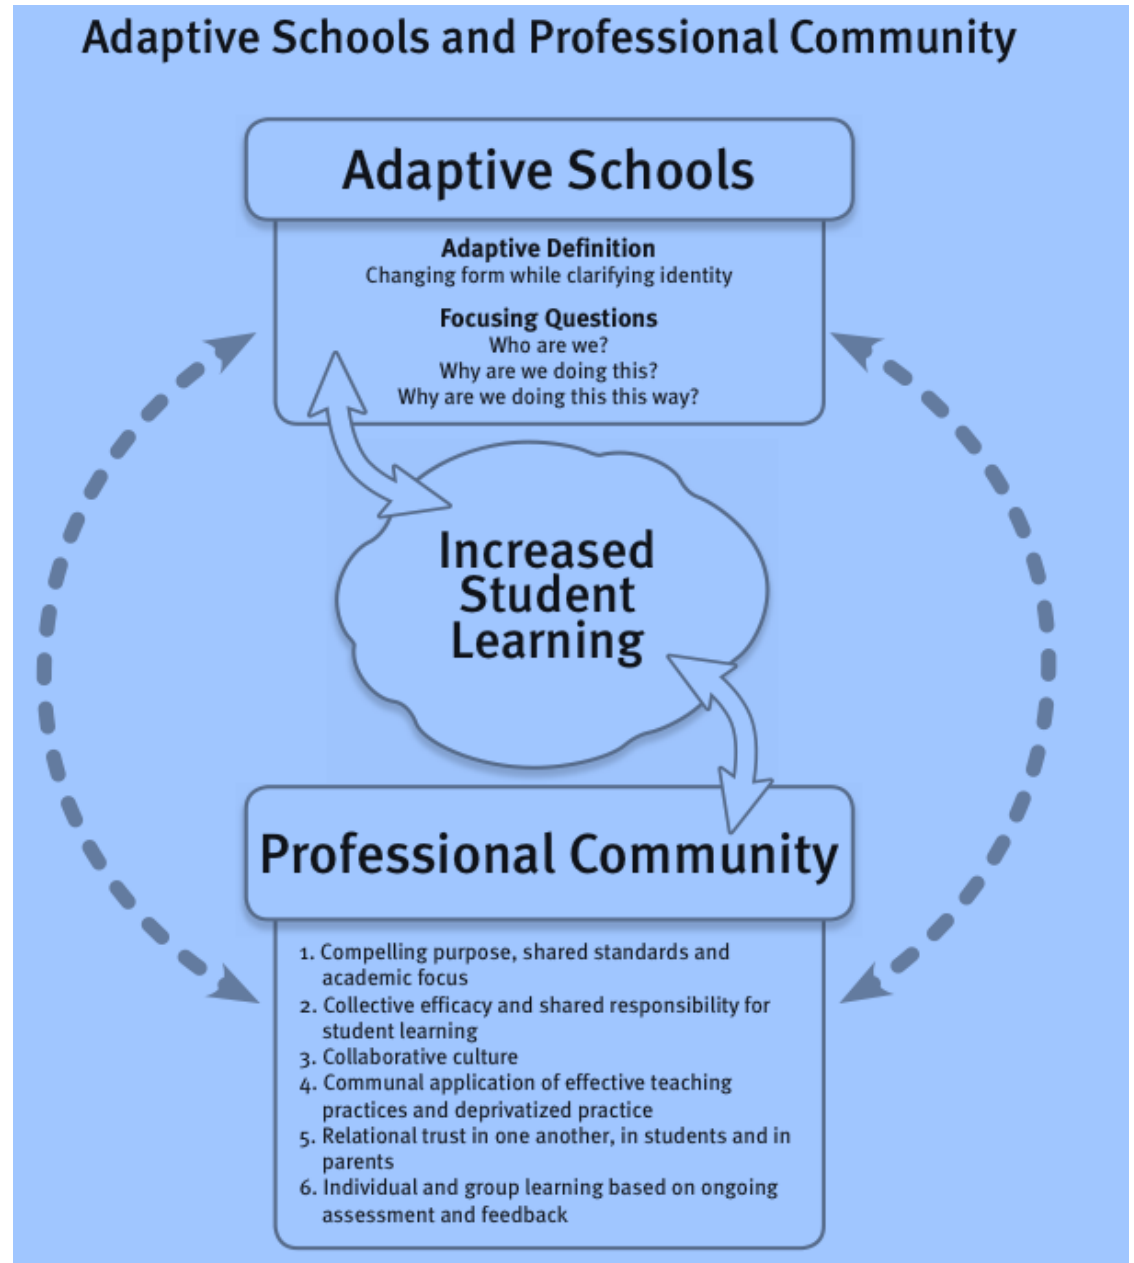 Adaptive Schools and Professional Community
Adaptive Schools
Adaptive Definition
Changing form while clarifying identity
Focusing Questions
Who are we?
Why are we doing this?
Why are we doing this this way?
Increased
Student
Learning
Professional Community
1. Compelling purpose, shared standards and
academic focus
2. Collective efficacy and shared responsibility for
student learning
3. Collaborative culture
4. Communal application of effective teaching
practices and deprivatized practice
5. Relational trust in one another, in students and in
parents
6. Individual and group learning based on ongoing
assessment and feedback